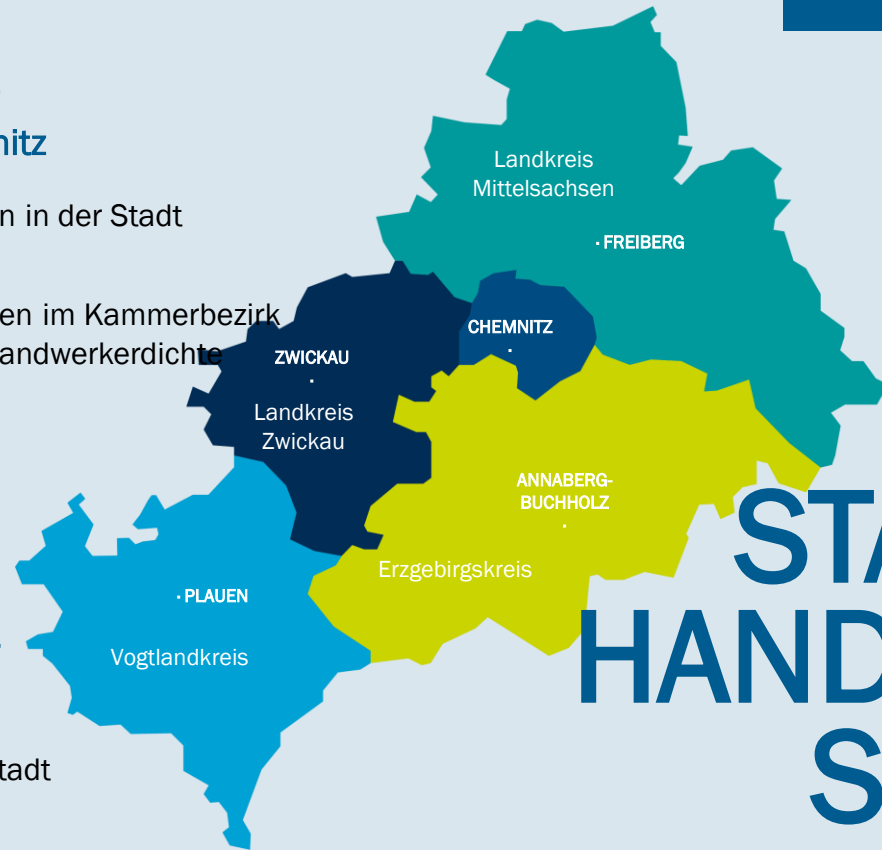 nitz
n in der Stadt
en im Kammerbezirk
andwerkerdichte
tadt
Landkreis
Mittelsachsen
· FREIBERG
CHEMNITZ
ZWICKAU
Landkreis
Zwickau
ANNABERG-
BUCHHOLZ
Erzgebirgskreis
· PLAUEN
Vogtlandkreis
STA
HAND
S